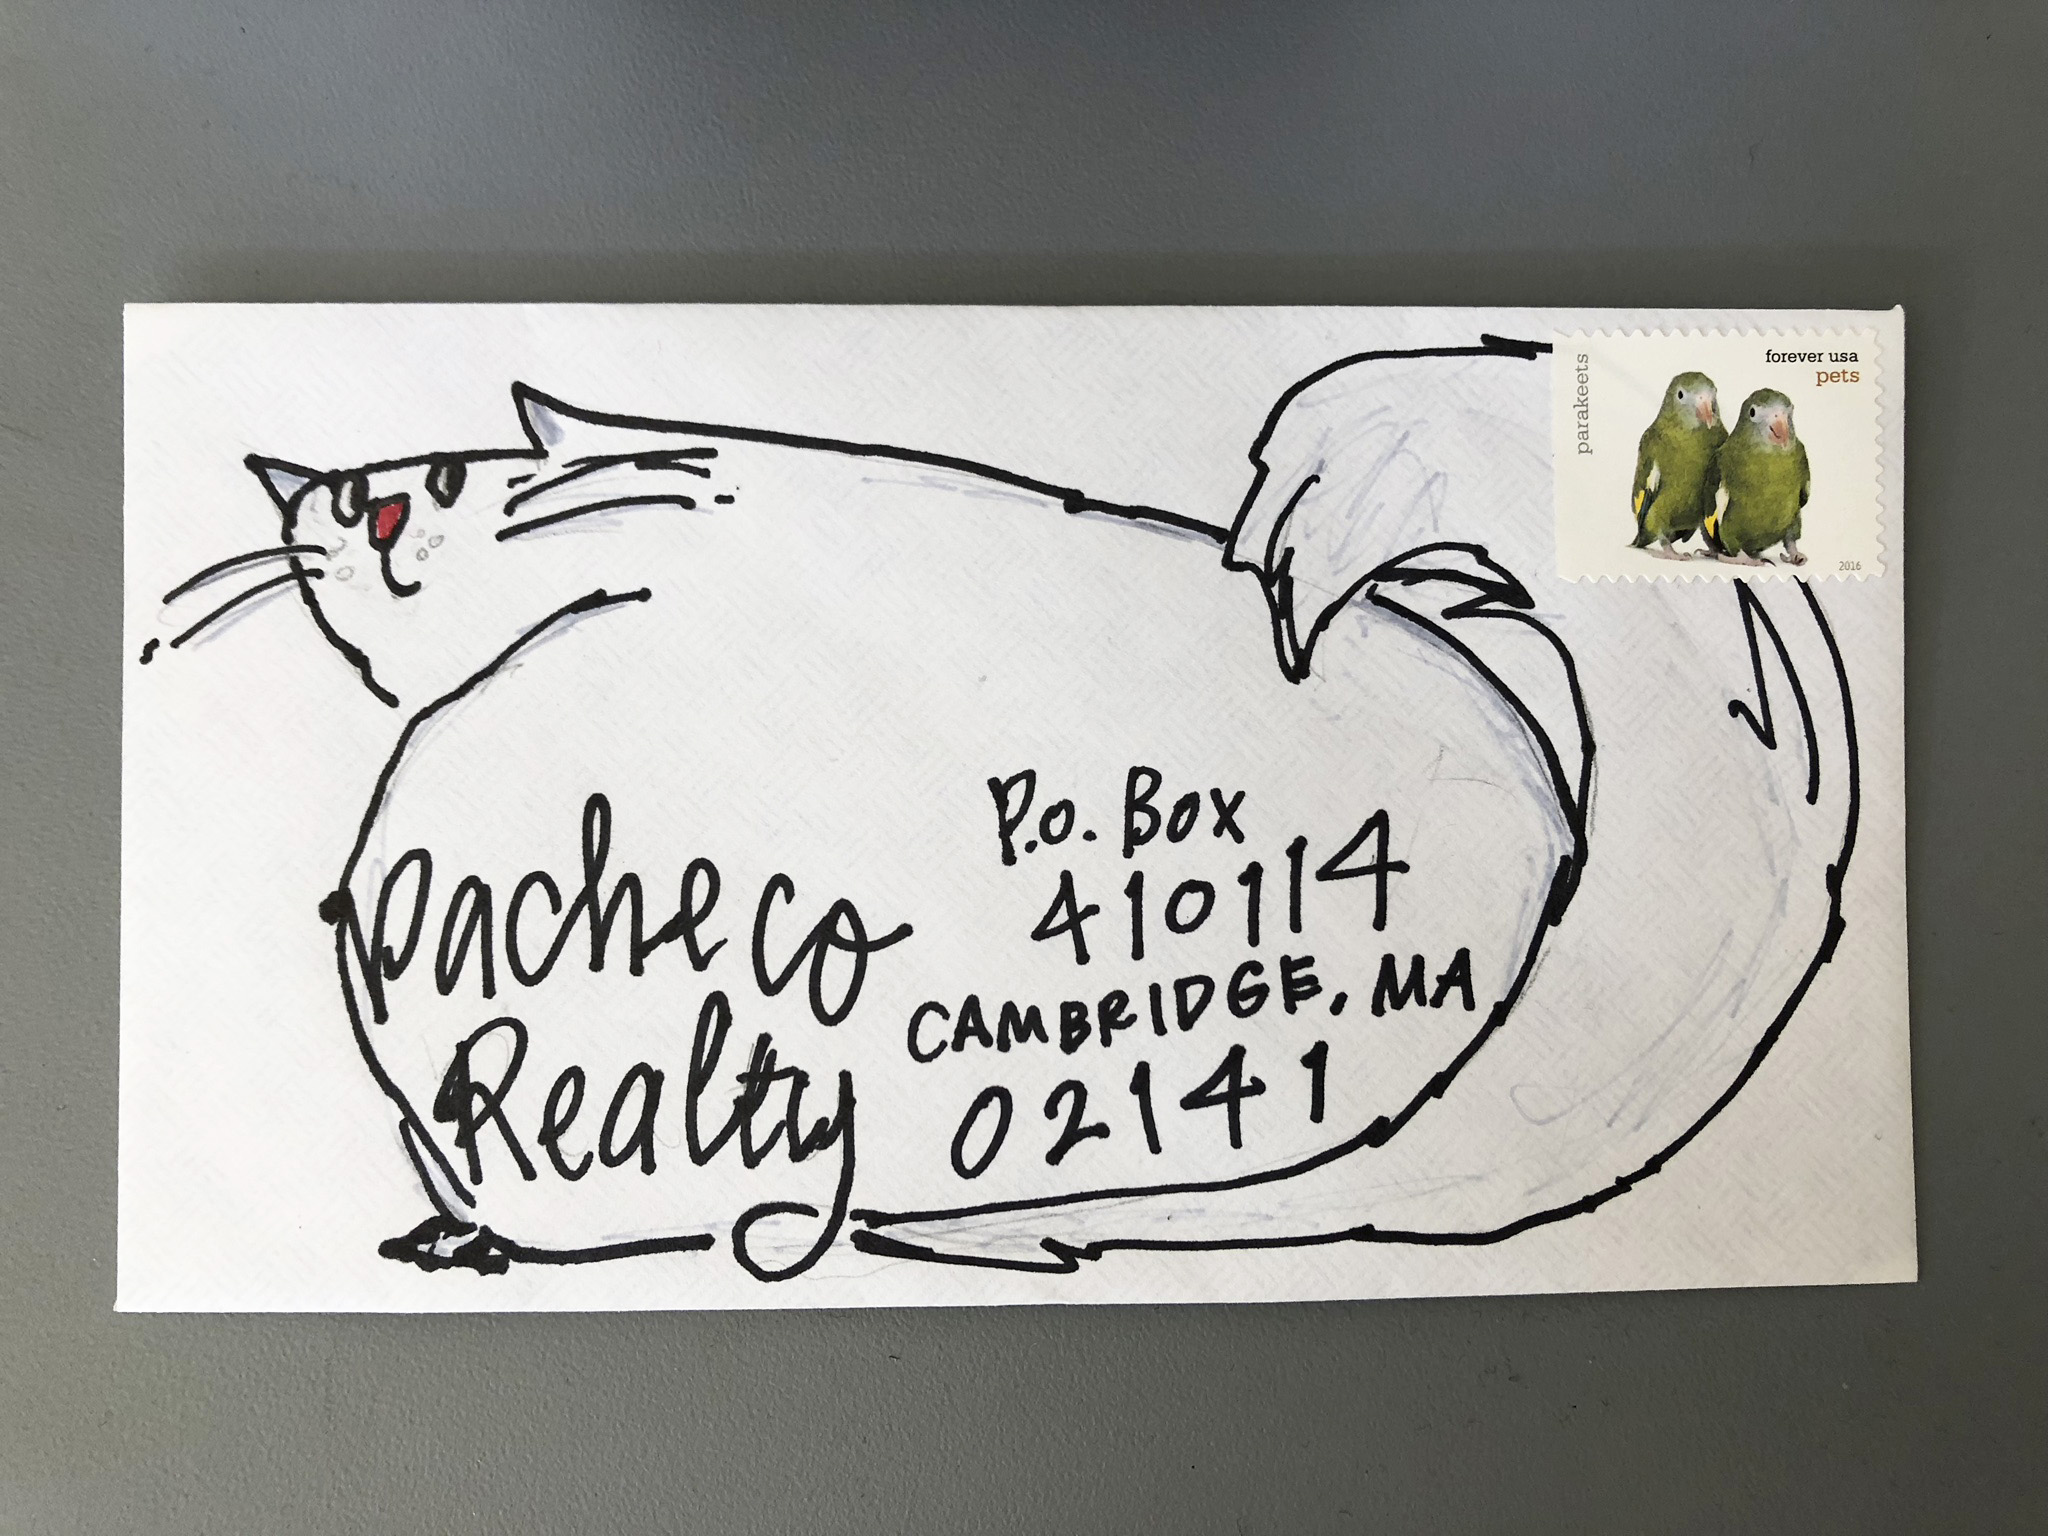 parakeets
forever usa
pets
2016
Pacheco
Realty
P.O. Box
410114
CAMBRIDGE, MA
02141